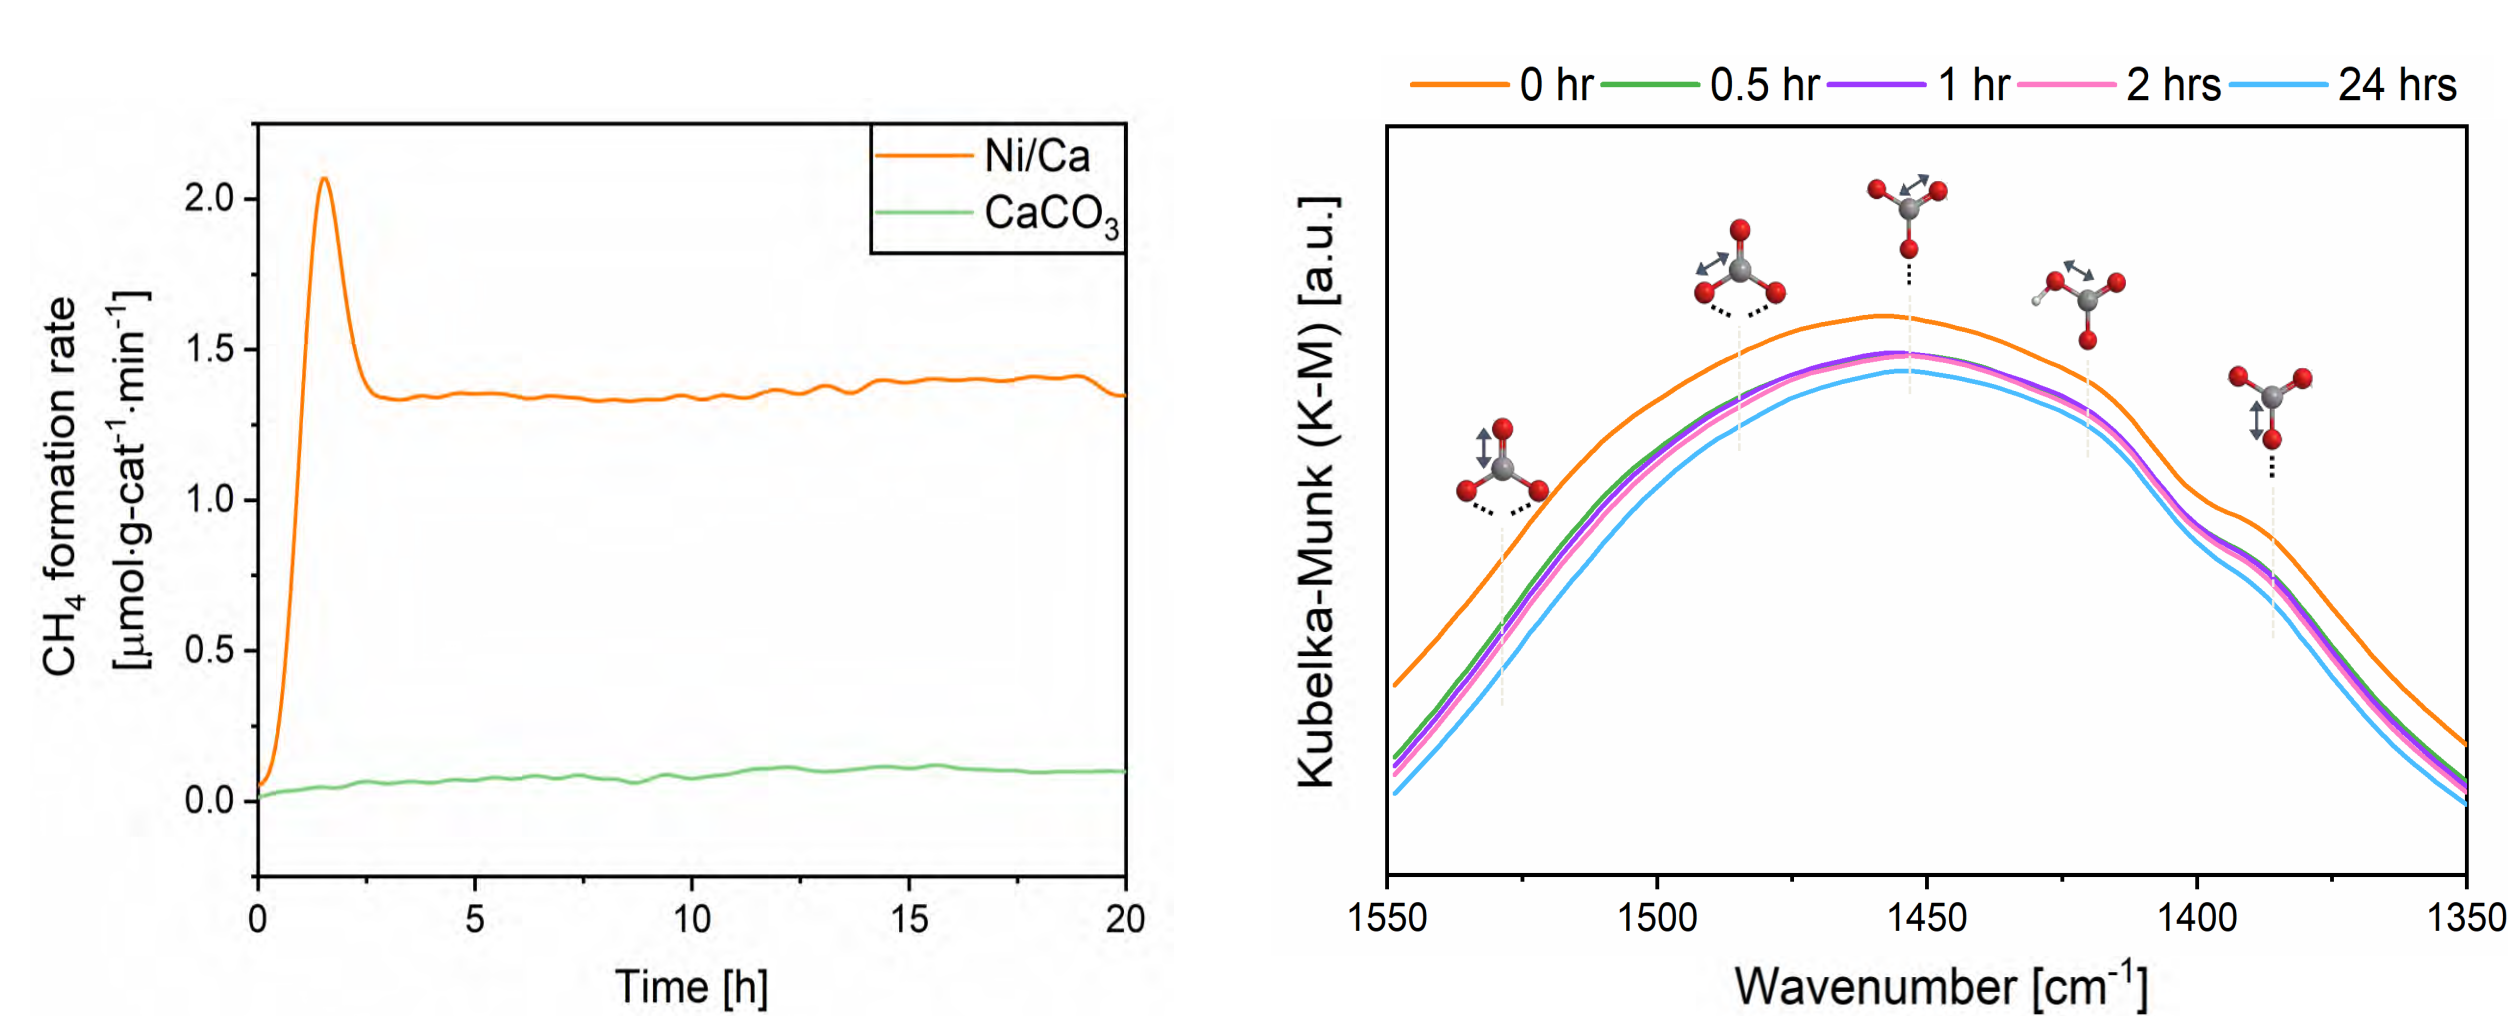 Ni/Ca
CaCO₃
CH₄ formation rate
[μmol·g-cat⁻¹·min⁻¹]
2.0
1.5
1.0
0.5
0.0
0 5 10 15 20
Time [h]
0 hr 0.5 hr 1 hr 2 hrs 24 hrs
Kubelka-Munk (K-M) [a.u.]
1550 1500 1450 1400 1350
Wavenumber [cm⁻¹]